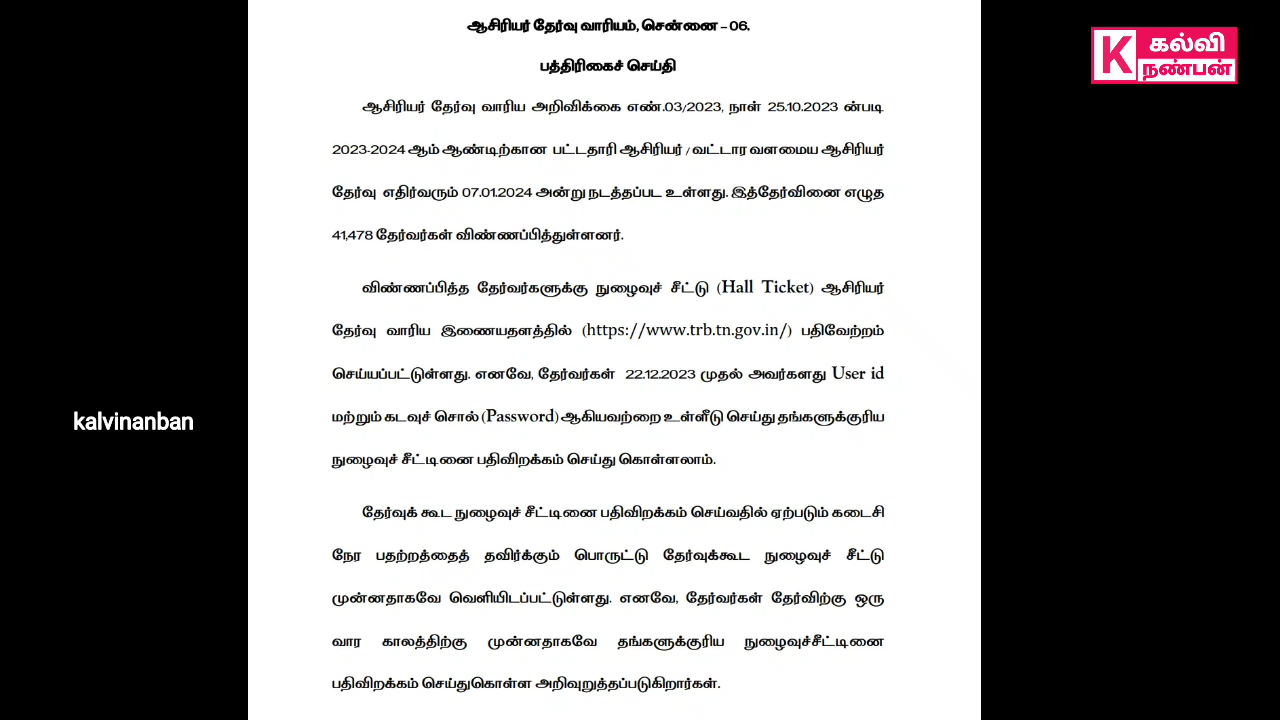 ஆசிரியர் தேர்வு வாரியம், சென்னை – 06.
பத்திரிகைச் செய்தி
ஆசிரியர் தேர்வு வாரிய அறிவிக்கை எண்.03/2023, நாள் 25.10.2023 ன்படி
2023-2024 ஆம் ஆண்டிற்கான பட்டதாரி ஆசிரியர் / வட்டார வளமைய ஆசிரியர்
தேர்வு எதிர்வரும் 07.01.2024 அன்று நடத்தப்பட உள்ளது. இத்தேர்வினை எழுத
41,478 தேர்வர்கள் விண்ணப்பித்துள்ளனர்.
விண்ணப்பித்த தேர்வர்களுக்கு நுழைவுச் சீட்டு (Hall Ticket) ஆசிரியர்
தேர்வு வாரிய இணையதளத்தில் (https://www.trb.tn.gov.in/) பதிவேற்றம்
செய்யப்பட்டுள்ளது. எனவே, தேர்வர்கள் 22.12.2023 முதல் அவர்களது User id
மற்றும் கடவுச் சொல் (Password) ஆகியவற்றை உள்ளீடு செய்து தங்களுக்குரிய
நுழைவுச் சீட்டினை பதிவிறக்கம் செய்து கொள்ளலாம்.
தேர்வுக் கூட நுழைவுச் சீட்டினை பதிவிறக்கம் செய்வதில் ஏற்படும் கடைசி
நேர பதற்றத்தைத் தவிர்க்கும் பொருட்டு தேர்வுக்கூட நுழைவுச் சீட்டு
முன்னதாகவே வெளியிடப்பட்டுள்ளது. எனவே, தேர்வர்கள் தேர்விற்கு ஒரு
வார காலத்திற்கு முன்னதாகவே தங்களுக்குரிய நுழைவுச்சீட்டினை
பதிவிறக்கம் செய்துகொள்ள அறிவுறுத்தப்படுகிறார்கள்.
kalvinanban
K கல்வி
நண்பன்